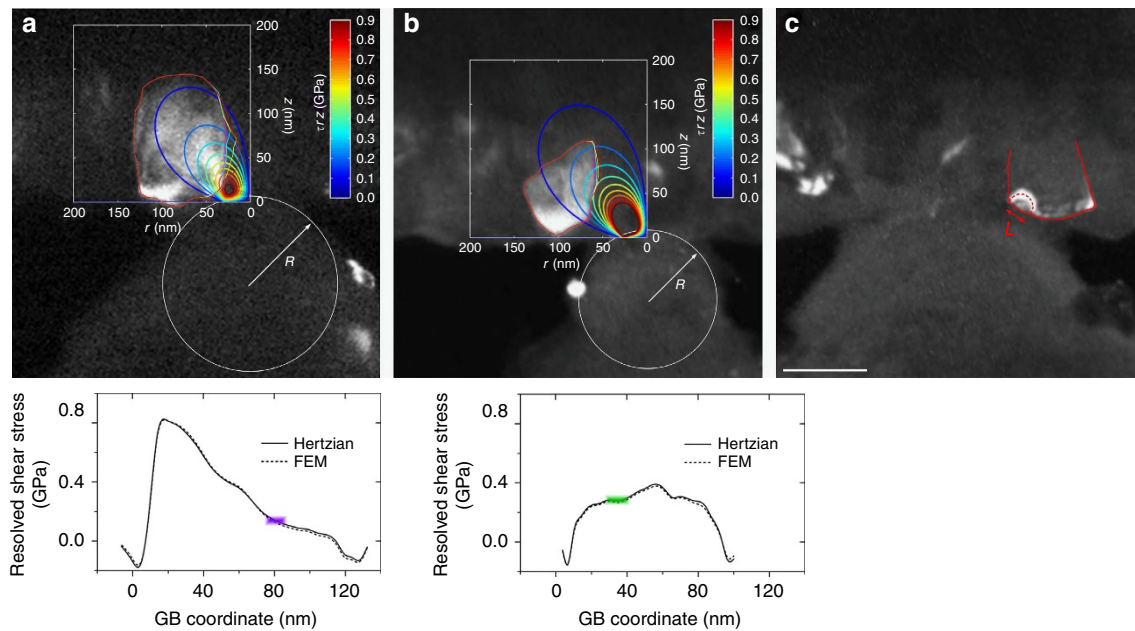 a
200
150
100
50
0
z (nm)
200
150
100
50
0
r (nm)
τrz (GPa)
0.9
0.8
0.7
0.6
0.5
0.4
0.3
0.2
0.1
0.0
R
b
200
150
100
50
0
z (nm)
200
150
100
50
0
r (nm)
τrz (GPa)
0.9
0.8
0.7
0.6
0.5
0.4
0.3
0.2
0.1
0.0
R
c
L
Resolved shear stress
(GPa)
0.8
0.4
0.0
Hertzian
FEM
0
40
80
120
GB coordinate (nm)
Resolved shear stress
(GPa)
0.8
0.4
0.0
Hertzian
FEM
0
40
80
120
GB coordinate (nm)